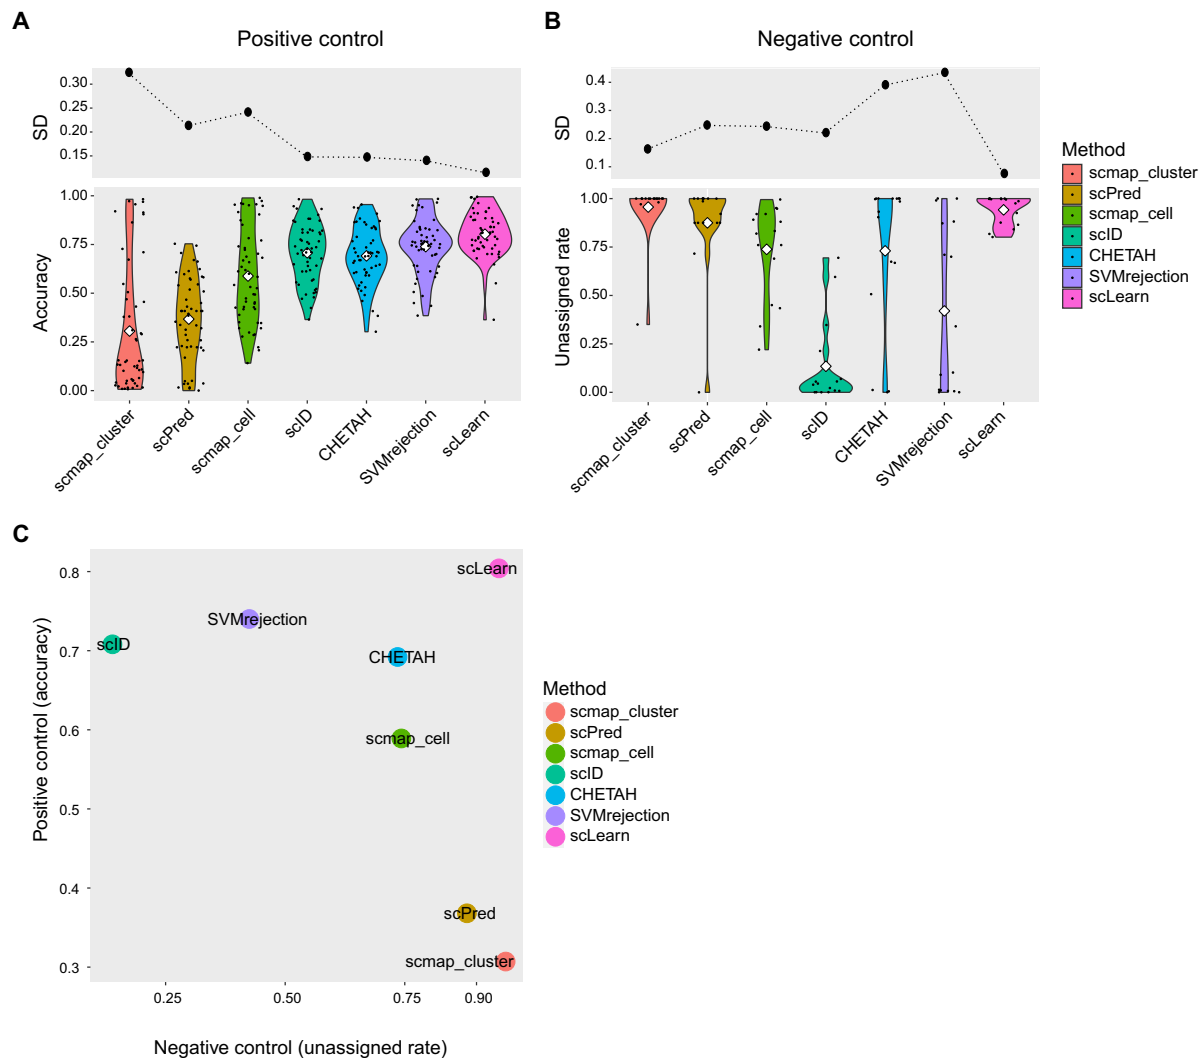 A
Positive control
SD
0.30
0.25
0.20
0.15
Accuracy
1.00
0.75
0.50
0.25
0.00
scmap_cluster
scPred
scmap_cell
scID
CHETAH
SVMrejection
scLearn
B
Negative control
SD
0.4
0.3
0.2
0.1
Unassigned rate
1.00
0.75
0.50
0.25
0.00
scmap_cluster
scPred
scmap_cell
scID
CHETAH
SVMrejection
scLearn
Method
scmap_cluster
scPred
scmap_cell
scID
CHETAH
SVMrejection
scLearn
C
Positive control (accuracy)
0.8
0.7
0.6
0.5
0.4
0.3
scLearn
SVMrejection
scID
CHETAH
scmap_cell
scPred
scmap_cluster
0.25
0.50
0.75
0.90
Negative control (unassigned rate)
Method
scmap_cluster
scPred
scmap_cell
scID
CHETAH
SVMrejection
scLearn